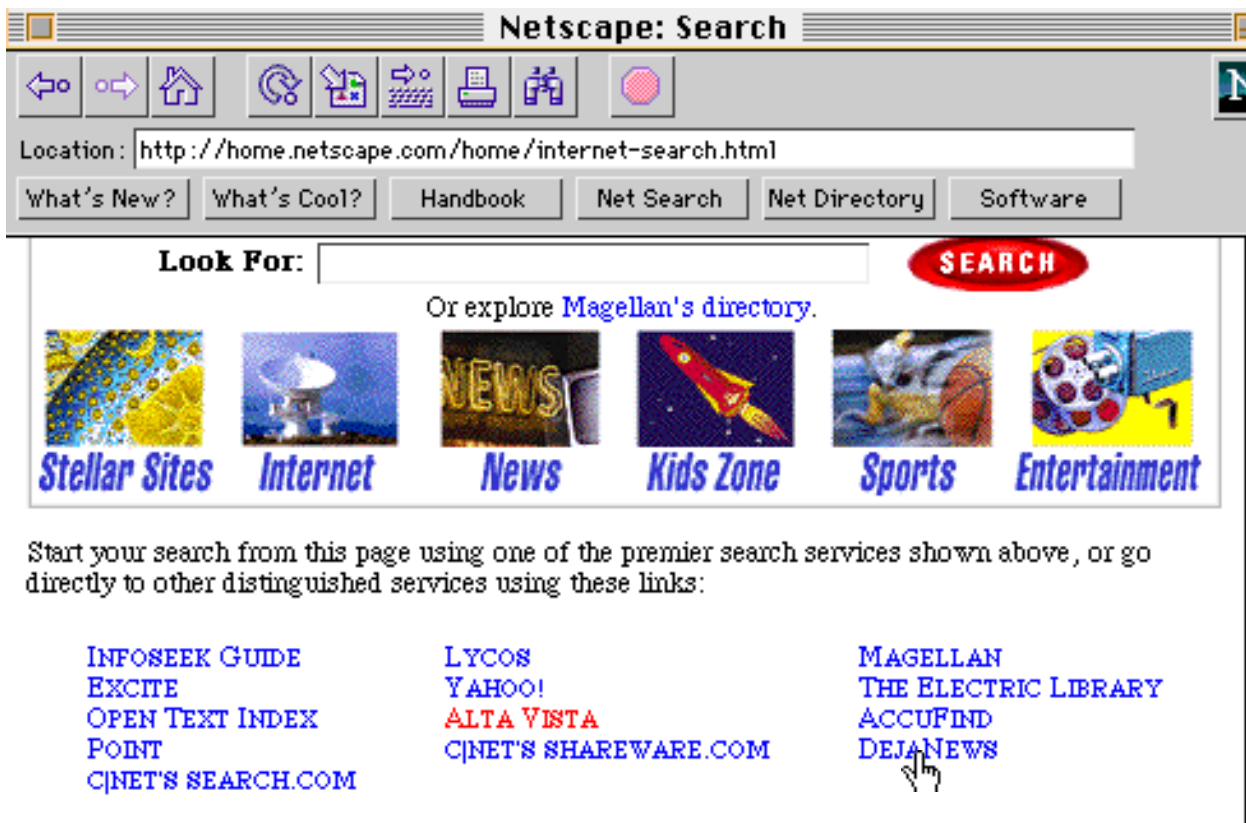 Netscape: Search
N
Location: http://home.netscape.com/home/internet-search.html
What's New? What's Cool? Handbook Net Search Net Directory Software
Look For: SEARCH
Or explore Magellan's directory.
NEWS
Stellar Sites Internet News Kids Zone Sports Entertainment
Start your search from this page using one of the premier search services shown above, or go
directly to other distinguished services using these links:
INFOSEEK GUIDE LYCOS MAGELLAN
EXCITE YAHOO! THE ELECTRIC LIBRARY
OPEN TEXT INDEX ALTA VISTA ACCUFIND
POINT C|NET'S SHAREWARE.COM DEJANEWS
C|NET'S SEARCH.COM